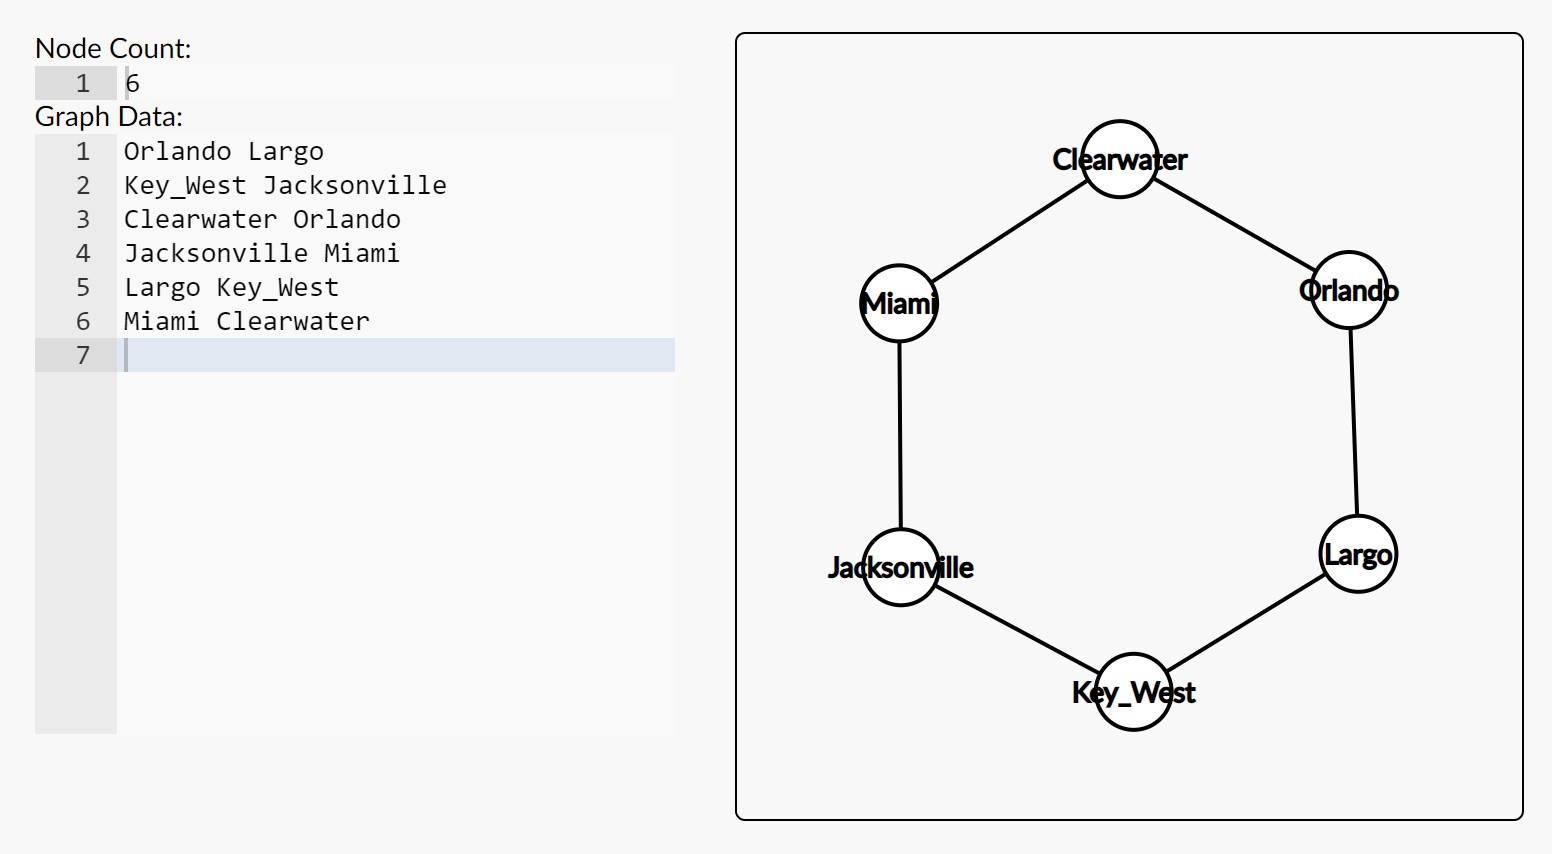 Node Count:
1 6
Graph Data:
1 Orlando Largo
2 Key_West Jacksonville
3 Clearwater Orlando
4 Jacksonville Miami
5 Largo Key_West
6 Miami Clearwater
7
Clearwater
Orlando
Miami
Largo
Jacksonville
Key_West